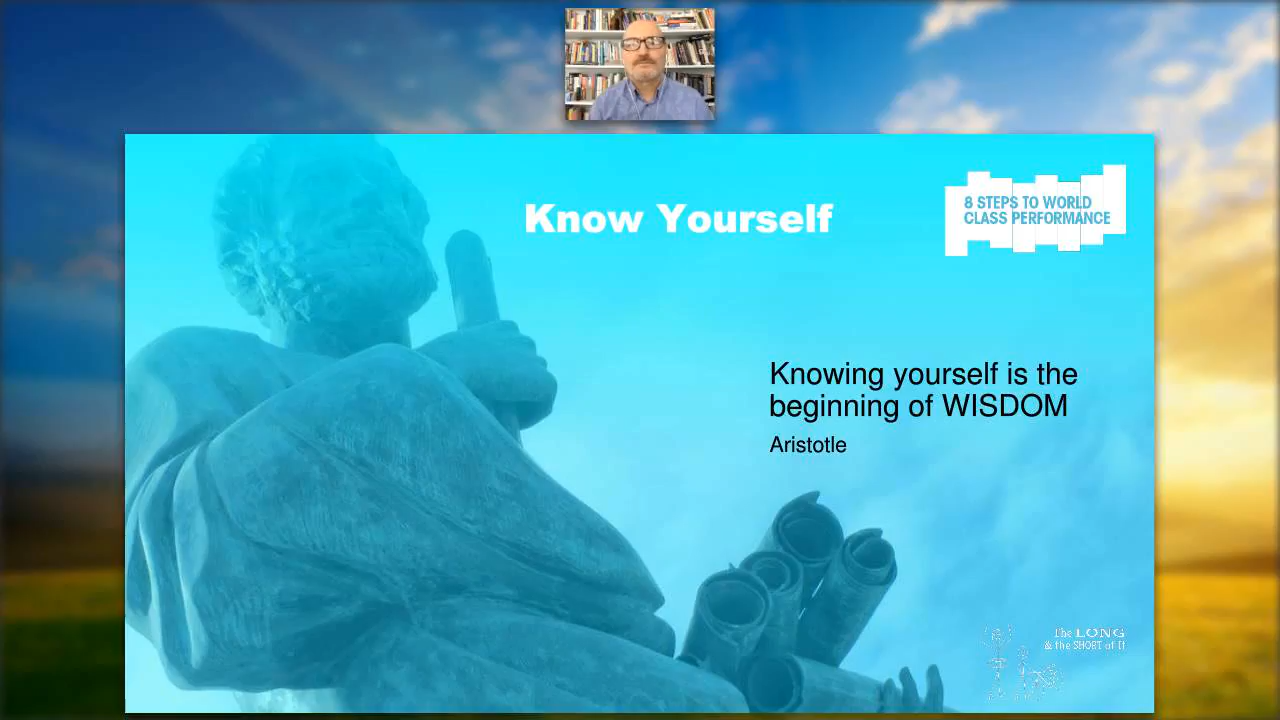 Know Yourself
8 STEPS TO WORLD
CLASS PERFORMANCE
Knowing yourself is the
beginning of WISDOM
Aristotle
The LONG
& the SHORT of It